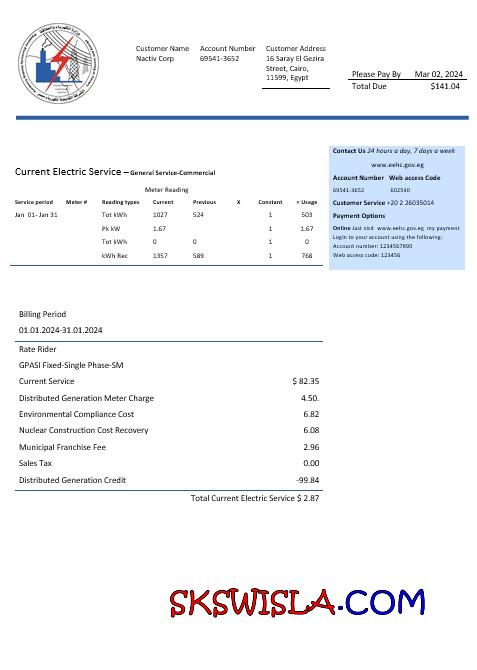 Customer Name Account Number Customer Address
Nactiv Corp 69541-3652 16 Saray El Gezira
Street, Cairo,
11599, Egypt
Please Pay By Mar 02, 2024
Total Due $141.04
Contact Us 24 hours a day, 7 days a week
www.eehc.gov.eg
Account Number Web access Code
69541-3652 602540
Customer Service +20 2 26035014
Payment Options
Online Just visit www.eehc.gov.eg my payment
Login to your account using the following:
Account number: 1234567890
Web access code: 123456
Current Electric Service – General Service-Commercial
Meter Reading
Service period Meter # Reading types Current Previous X Constant = Usage
Jan 01- Jan 31 Tot kWh 1027 524 1 503
Pk kW 1.67 1 1.67
Tot kWh 0 0 1 0
kWh Rec 1357 589 1 768
Billing Period
01.01.2024-31.01.2024
Rate Rider
GPASI Fixed-Single Phase-SM
Current Service $ 82.35
Distributed Generation Meter Charge 4.50.
Environmental Compliance Cost 6.82
Nuclear Construction Cost Recovery 6.08
Municipal Franchise Fee 2.96
Sales Tax 0.00
Distributed Generation Credit -99.84
Total Current Electric Service $ 2.87
SKSWISLA.COM